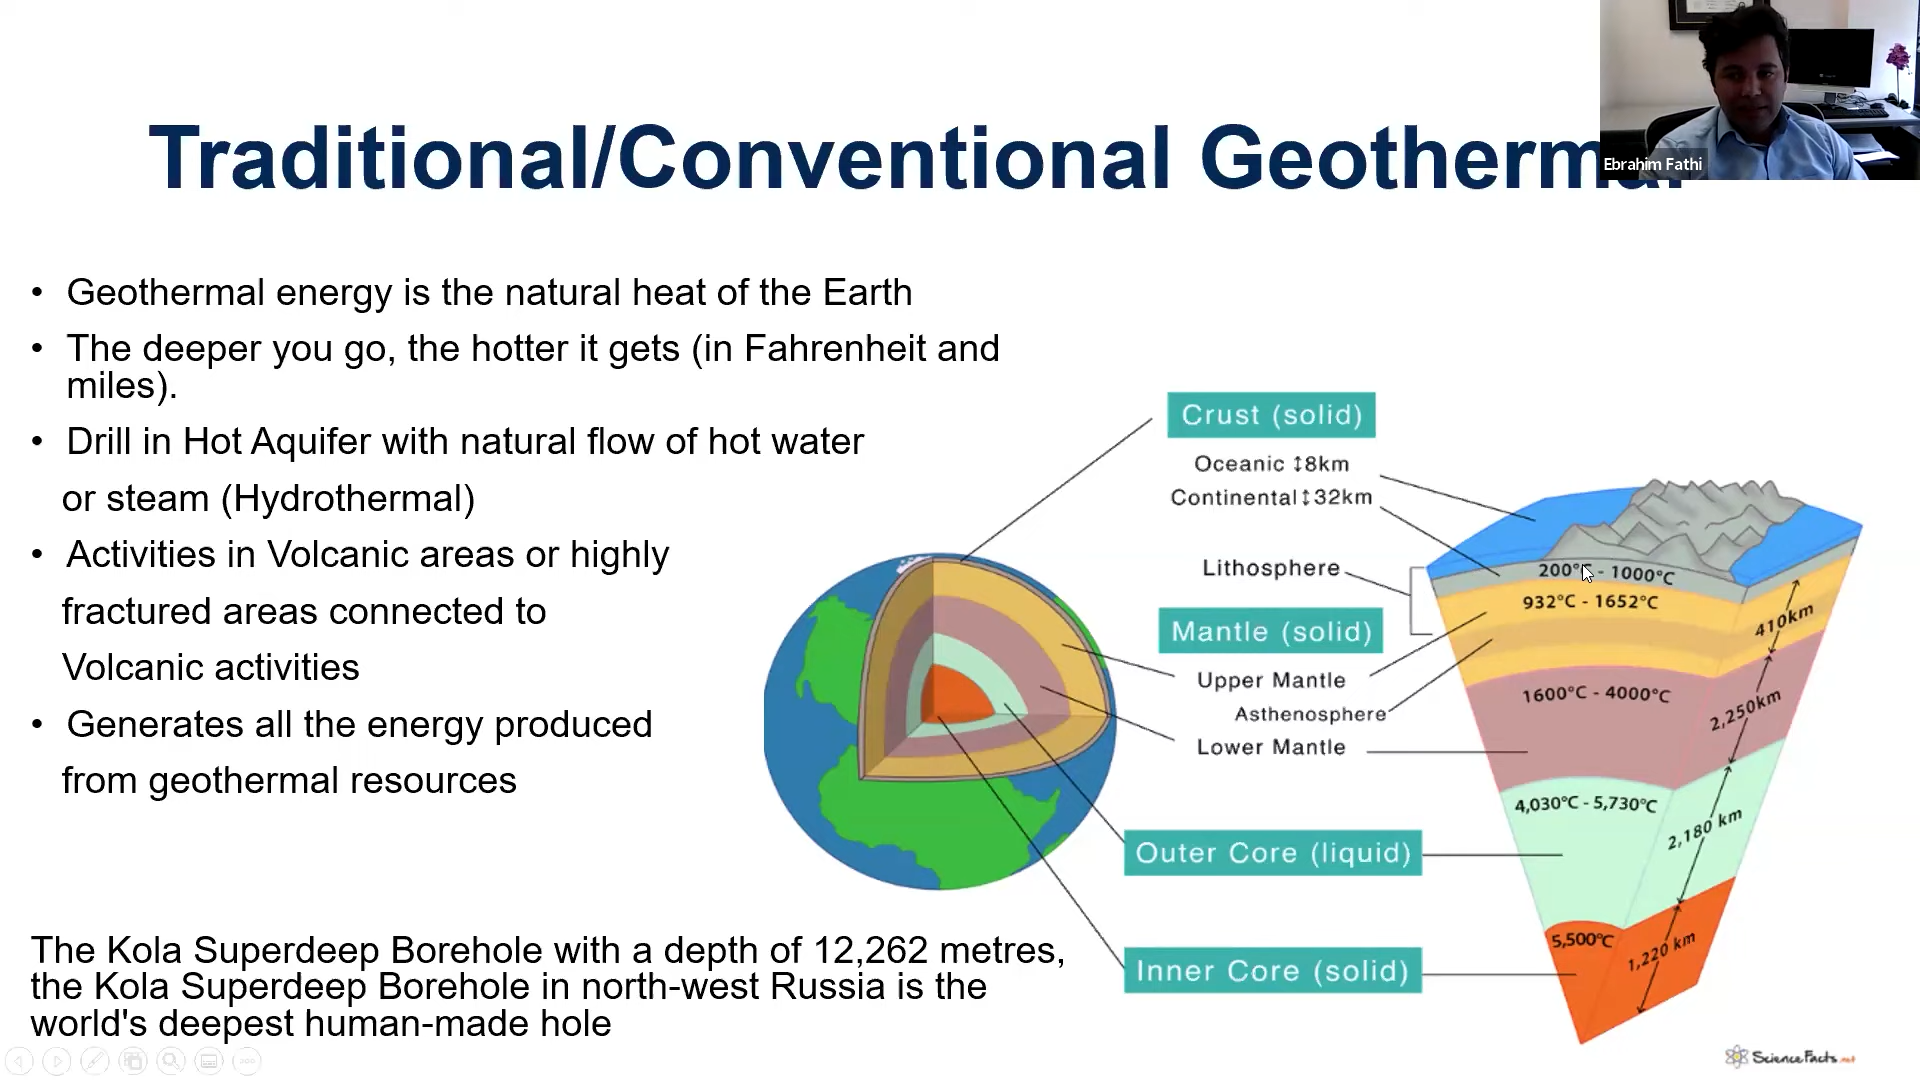 Traditional/Conventional Geothermal
Ebrahim Fathi
• Geothermal energy is the natural heat of the Earth
• The deeper you go, the hotter it gets (in Fahrenheit and
miles).
• Drill in Hot Aquifer with natural flow of hot water
or steam (Hydrothermal)
• Activities in Volcanic areas or highly
fractured areas connected to
Volcanic activities
• Generates all the energy produced
from geothermal resources
The Kola Superdeep Borehole with a depth of 12,262 metres,
the Kola Superdeep Borehole in north-west Russia is the
world's deepest human-made hole
Crust (solid)
Oceanic ↕8km
Continental↕32km
Lithosphere
Mantle (solid)
Upper Mantle
Asthenosphere
Lower Mantle
Outer Core (liquid)
Inner Core (solid)
200°C - 1000°C
932°C - 1652°C
410km
1600°C - 4000°C
2,250km
4,030°C - 5,730°C
2,180 km
5,500°C
1,220 km
ScienceFacts.net